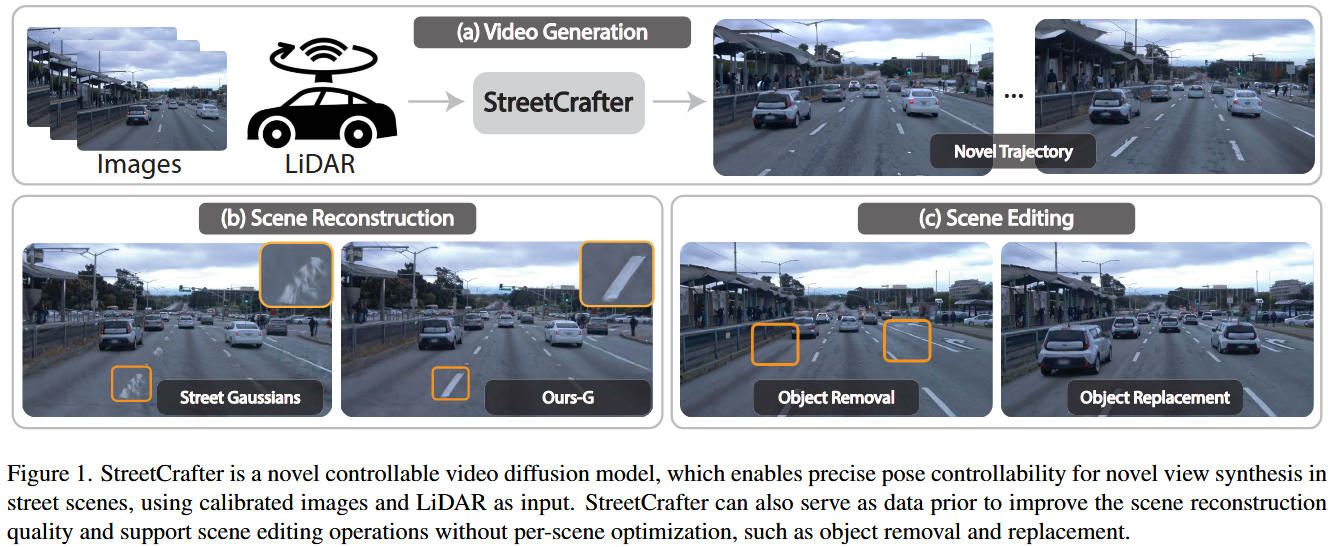 (a) Video Generation
Images
LiDAR
StreetCrafter
...
Novel Trajectory
(b) Scene Reconstruction
Street Gaussians
Ours-G
(c) Scene Editing
Object Removal
Object Replacement
Figure 1. StreetCrafter is a novel controllable video diffusion model, which enables precise pose controllability for novel view synthesis in
street scenes, using calibrated images and LiDAR as input. StreetCrafter can also serve as data prior to improve the scene reconstruction
quality and support scene editing operations without per-scene optimization, such as object removal and replacement.